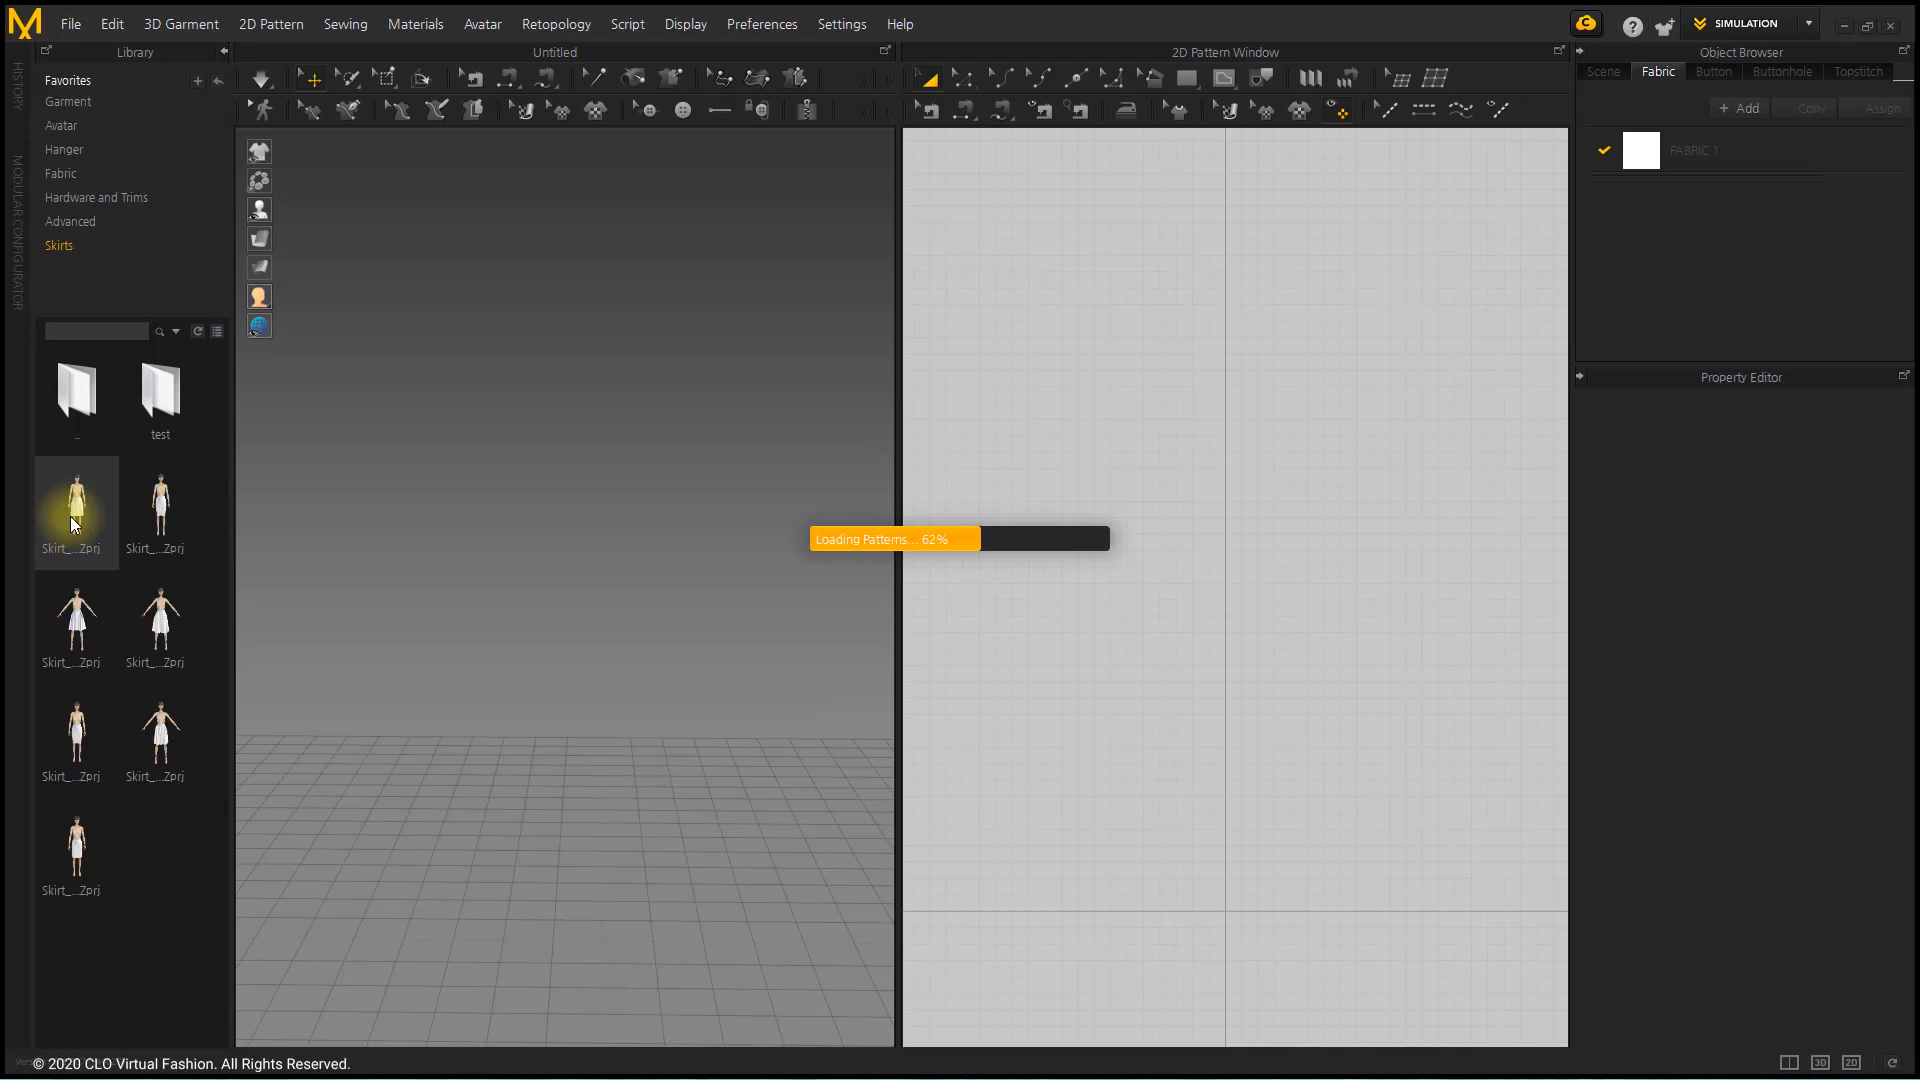 File Edit 3D Garment 2D Pattern Sewing Materials Avatar Retopology Script Display Preferences Settings Help
SIMULATION
Library
Untitled
2D Pattern Window
Object Browser
HISTORY
MODULAR CONFIGURATOR
Favorites
Garment
Avatar
Hanger
Fabric
Hardware and Trims
Advanced
Skirts
Scene Fabric Button Buttonhole Topstitch
+ Add Copy Assign
FABRIC 1
Property Editor
.. test
Skirt_...Zprj Skirt_...Zprj
Skirt_...Zprj Skirt_...Zprj
Skirt_...Zprj Skirt_...Zprj
Skirt_...Zprj
Loading Patterns... 62%
© 2020 CLO Virtual Fashion. All Rights Reserved.
3D 2D